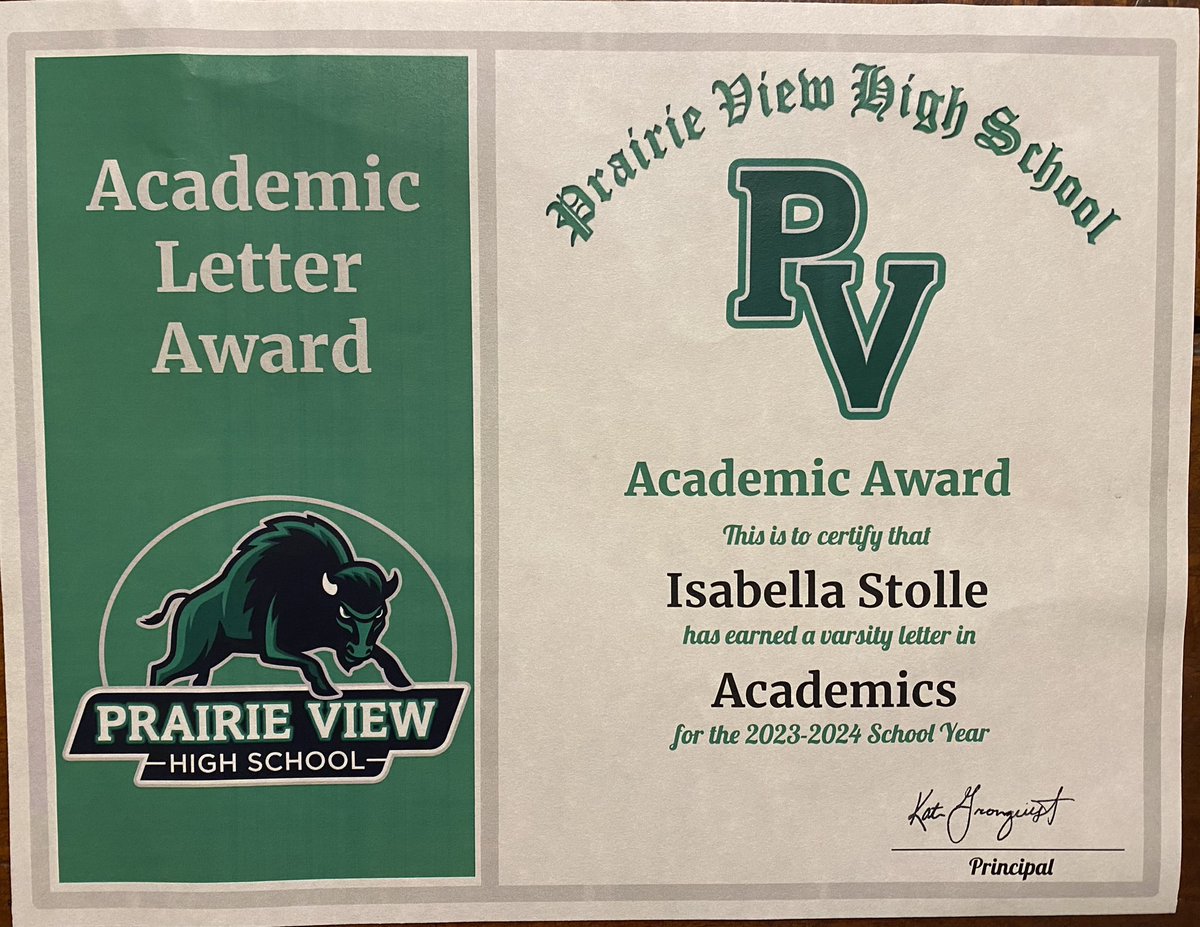 Academic
Letter
Award
PRAIRIE VIEW
HIGH SCHOOL
Prairie View High School
PV
Academic Award
This is to certify that
Isabella Stolle
has earned a varsity letter in
Academics
for the 2023-2024 School Year
Principal